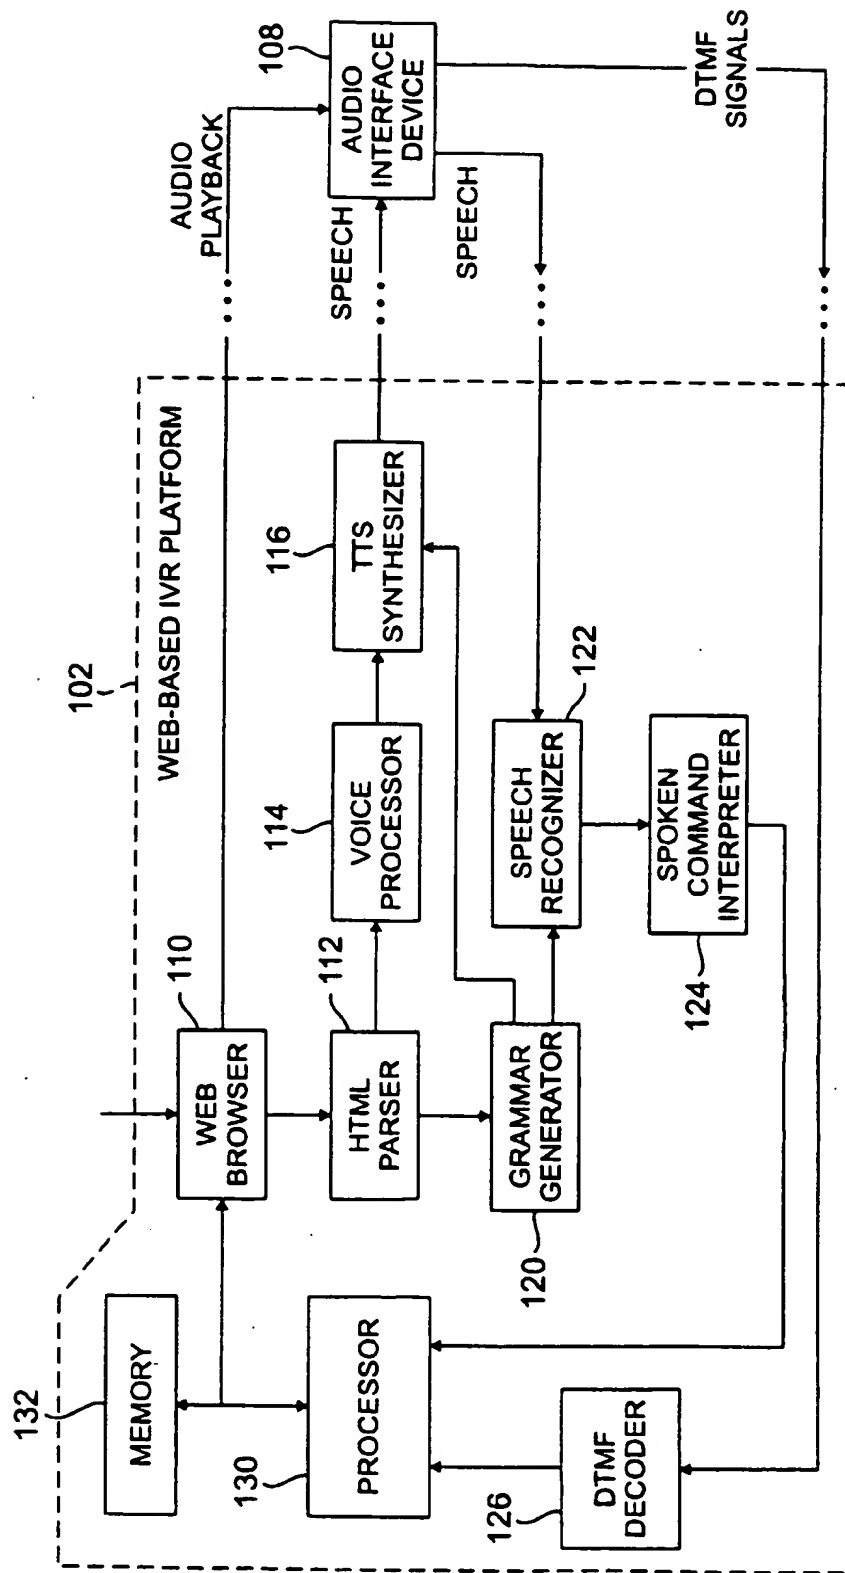 102
WEB-BASED IVR PLATFORM
132
MEMORY
130
PROCESSOR
126
DTMF
DECODER
110
WEB
BROWSER
112
HTML
PARSER
120
GRAMMAR
GENERATOR
114
VOICE
PROCESSOR
116
TTS
SYNTHESIZER
122
SPEECH
RECOGNIZER
124
SPOKEN
COMMAND
INTERPRETER
AUDIO
PLAYBACK
SPEECH
SPEECH
108
AUDIO
INTERFACE
DEVICE
DTMF
SIGNALS